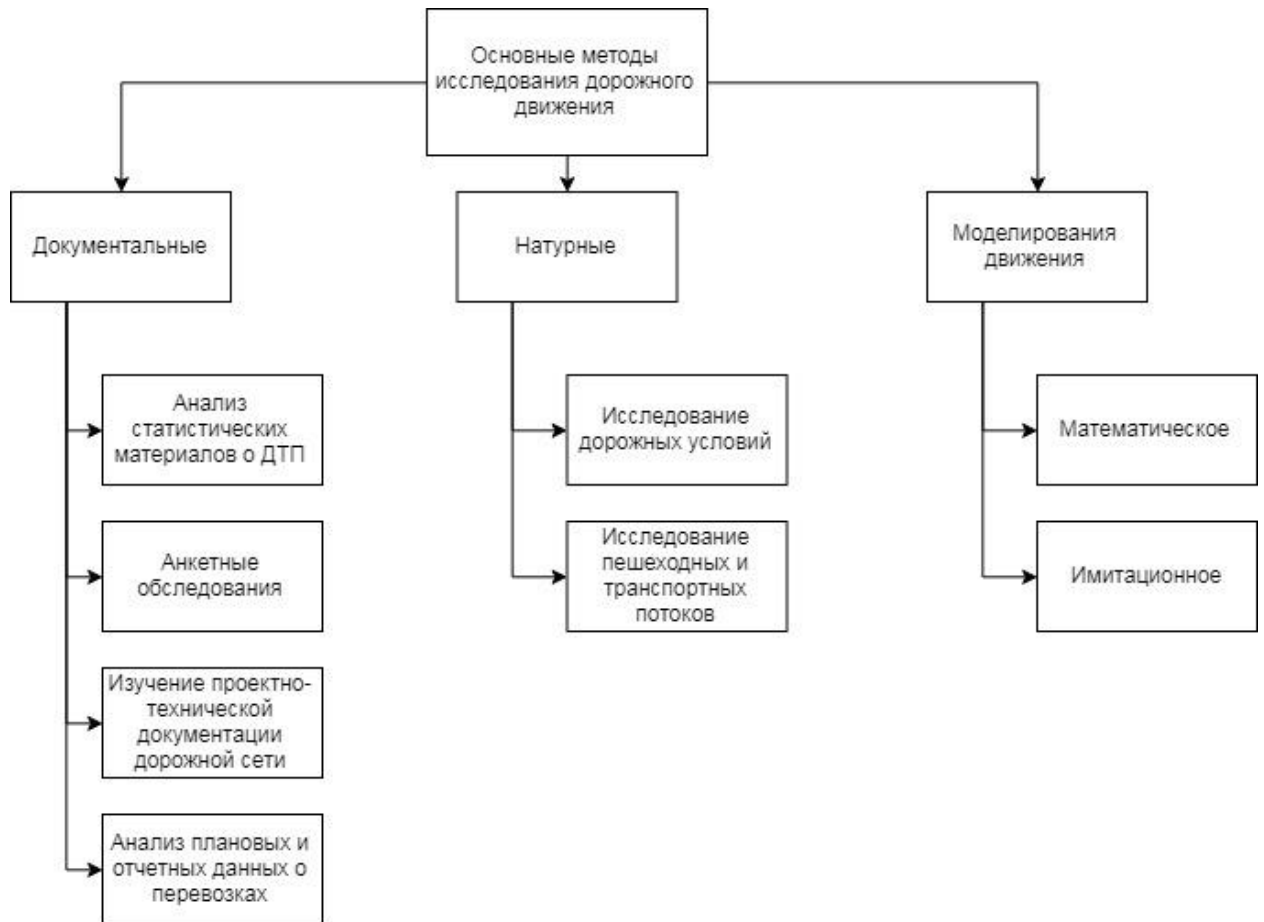 Основные методы
исследования дорожного
движения
Документальные
Натурные
Моделирования
движения
Анализ
статистических
материалов о ДТП
Анкетные
обследования
Изучение проектно-
технической
документации
дорожной сети
Анализ плановых и
отчетных данных о
перевозках
Исследование
дорожных условий
Исследование
пешеходных и
транспортных
потоков
Математическое
Имитационное